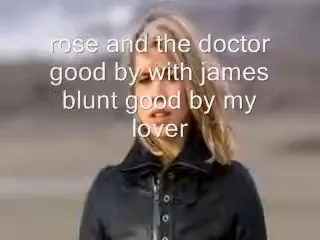 rose and the doctor
good by with james
blunt good by my
lover